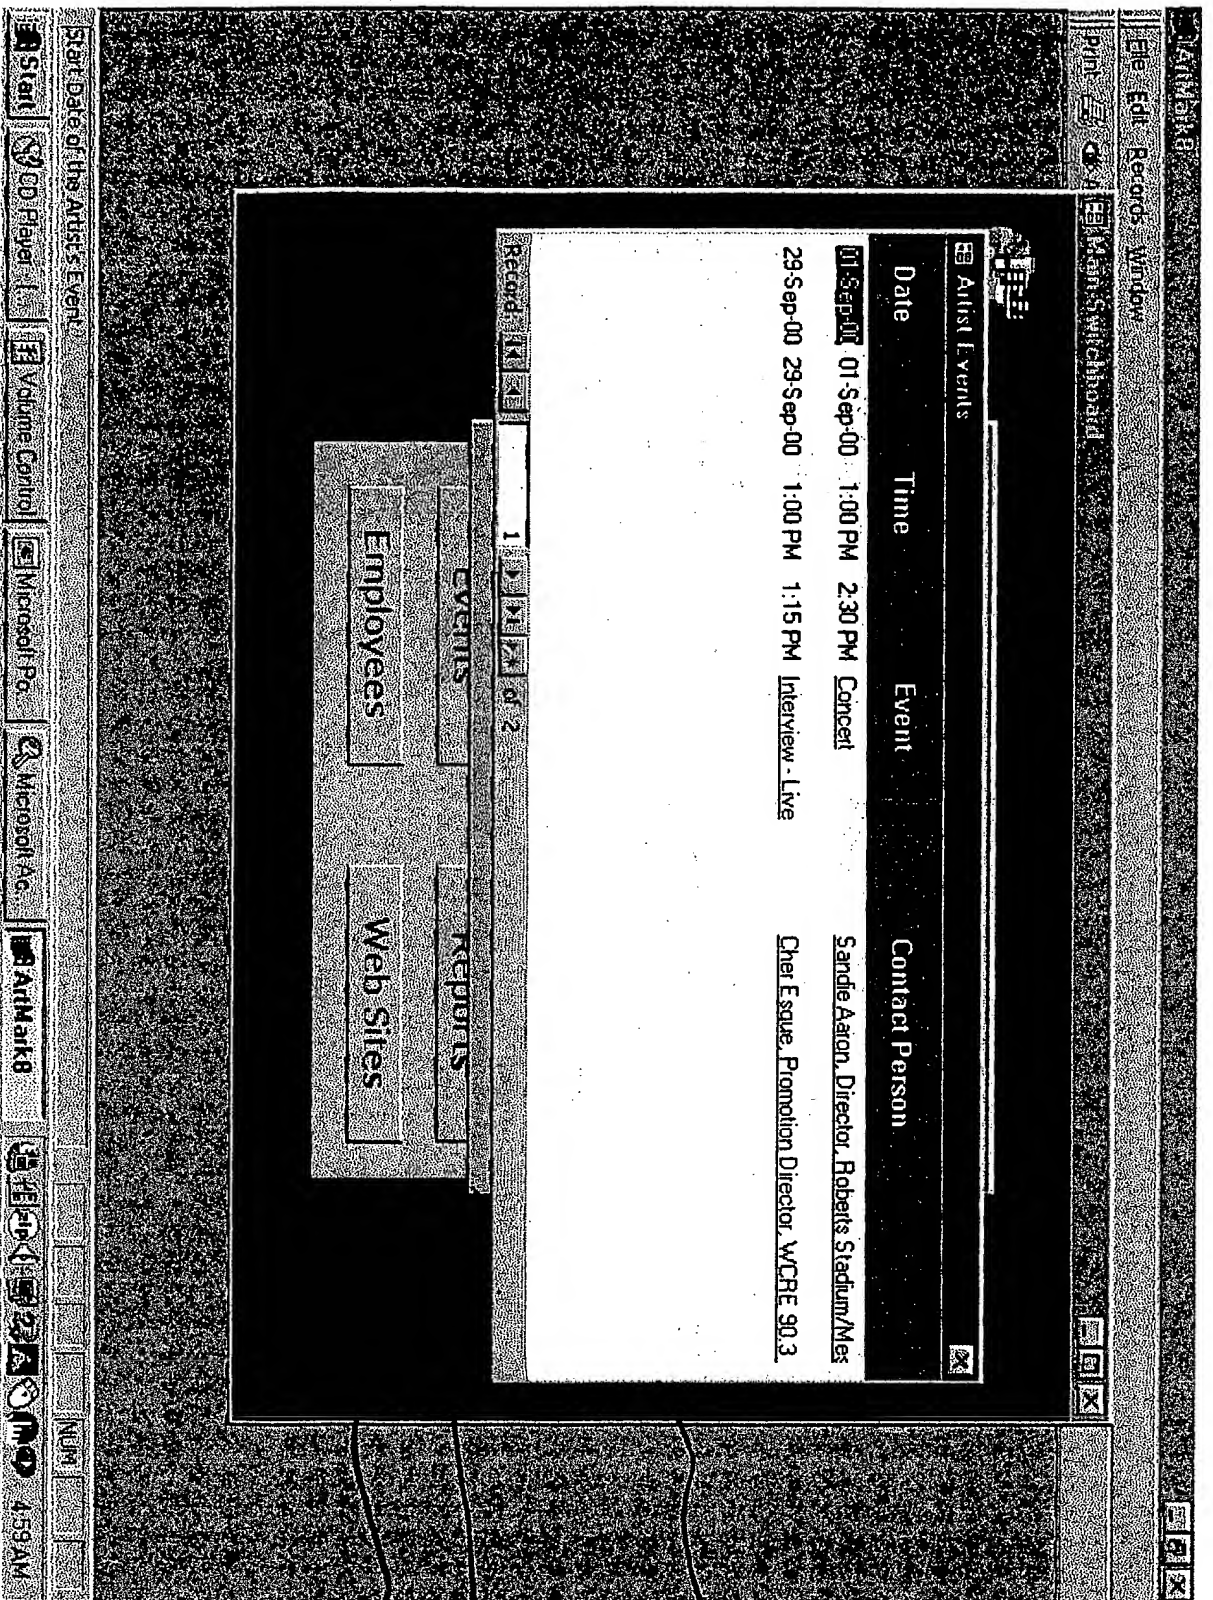 ArtMark8
File Edit Records Window
Print
Main Switchboard
Artist Events
Date Time Event Contact Person
01-Sep-00 01-Sep-00 1:00 PM 2:30 PM Concert Sandie Aaron, Director, Roberts Stadium/Mes
29-Sep-00 29-Sep-00 1:00 PM 1:15 PM Interview - Live Cher Esque, Promotion Director, WCRE 90.3
Record: 1 of 2
Events Reports
Employees Web Sites
Start Date of the Artist's Event
NUM
Start CD Player - [... Volume Control Microsoft Po... Microsoft Ac... ArtMark8 4:59 AM